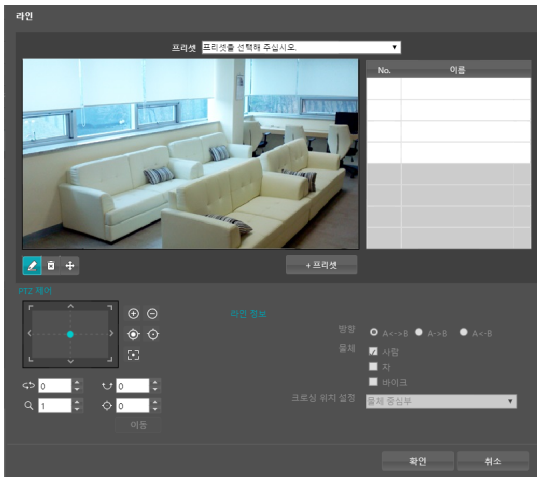 라인
프리셋 프리셋을 선택해 주십시오.
No. 이름
+ 프리셋
PTZ 제어
라인 정보
방향 A<->B A->B A<-B
물체 사람
차
바이크
크로싱 위치 설정 물체 중심부
0 0
1 0
이동
확인 취소